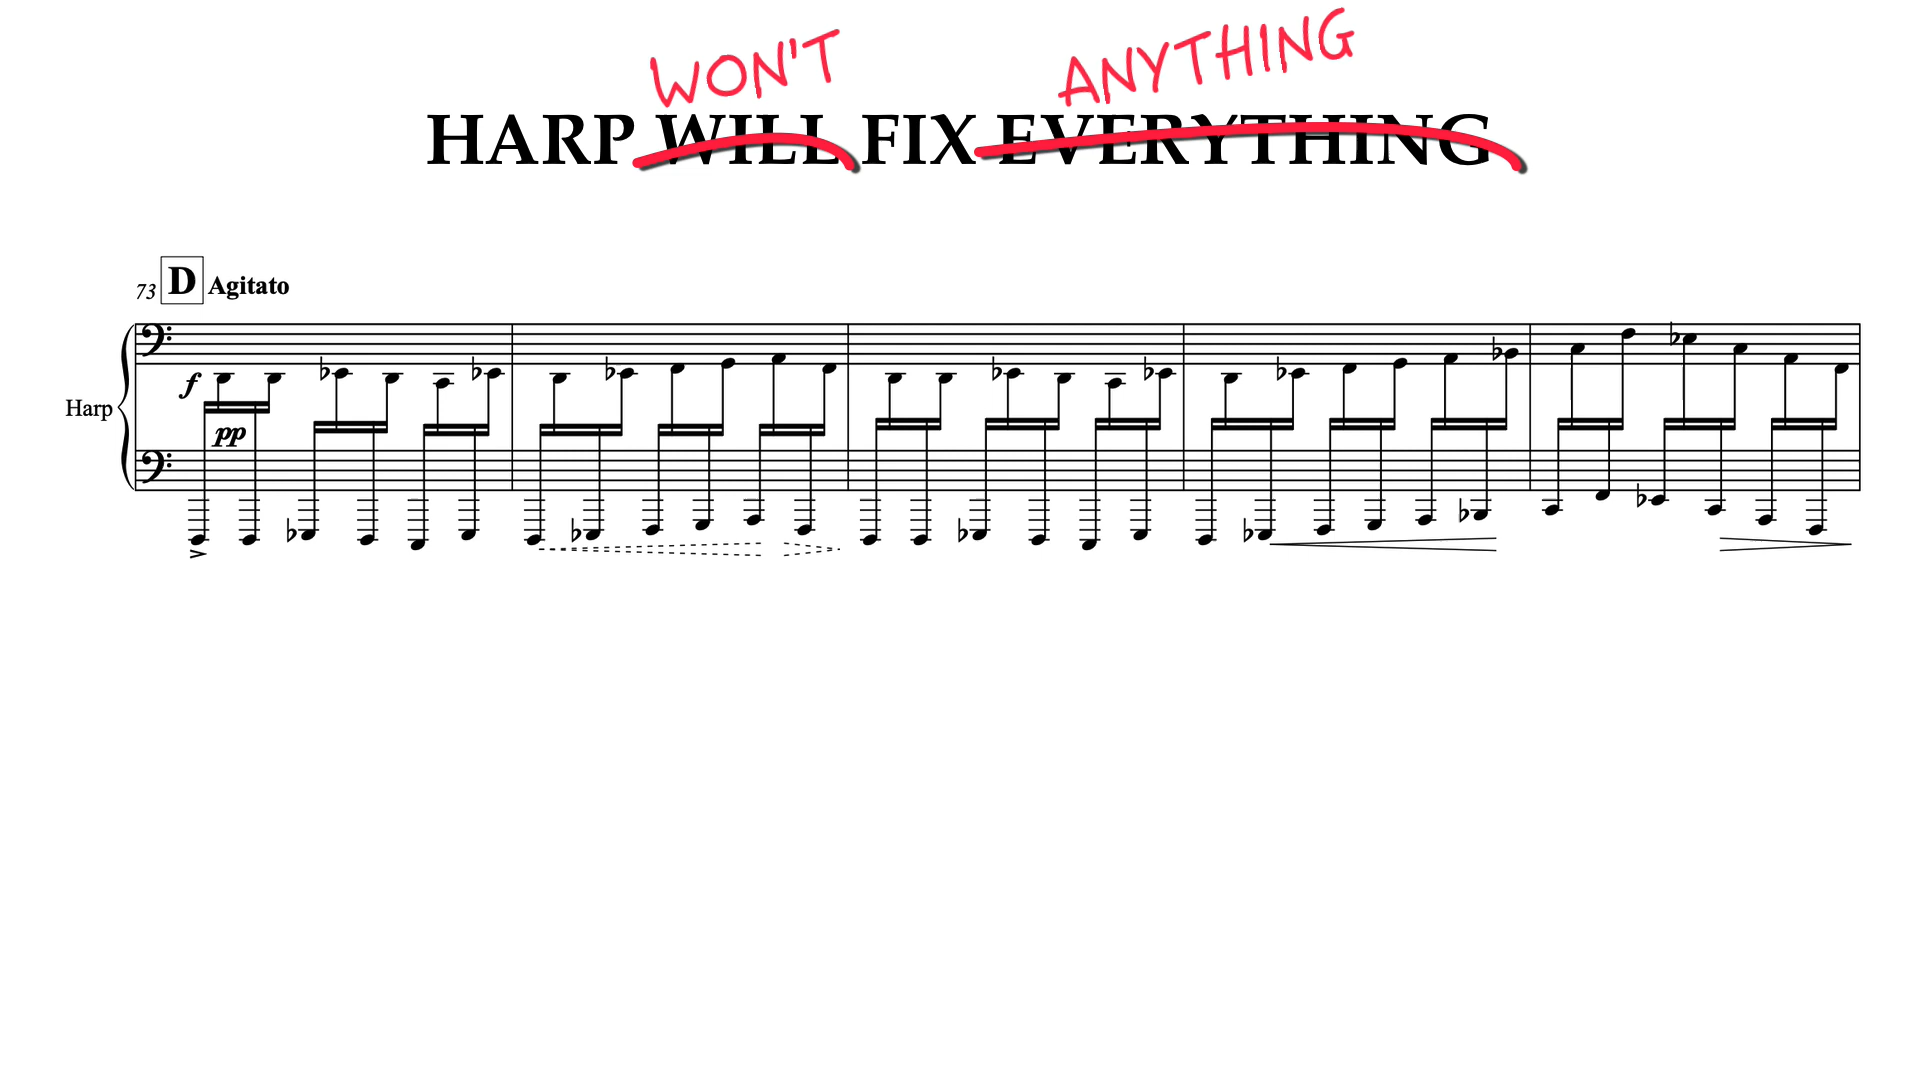 WON'T ANYTHING
HARP WILL FIX EVERYTHING
73 D Agitato
f
Harp
pp